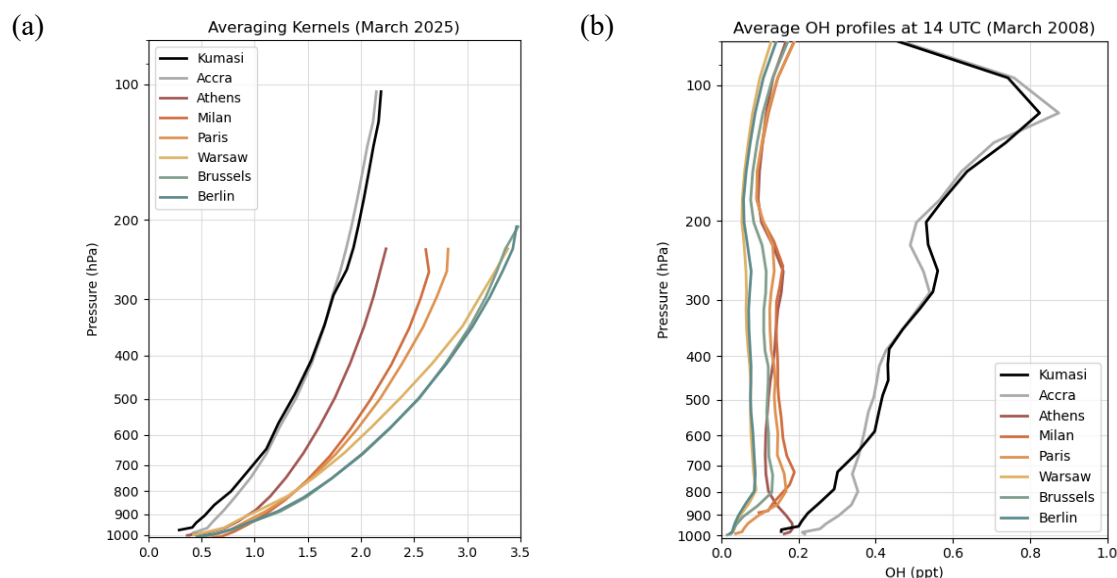 (a)
Averaging Kernels (March 2025)
Pressure (hPa)
100
200
300
400
500
600
700
800
900
1000
0.0 0.5 1.0 1.5 2.0 2.5 3.0 3.5
Kumasi
Accra
Athens
Milan
Paris
Warsaw
Brussels
Berlin
(b)
Average OH profiles at 14 UTC (March 2008)
Pressure (hPa)
100
200
300
400
500
600
700
800
900
1000
0.0 0.2 0.4 0.6 0.8 1.0
OH (ppt)
Kumasi
Accra
Athens
Milan
Paris
Warsaw
Brussels
Berlin